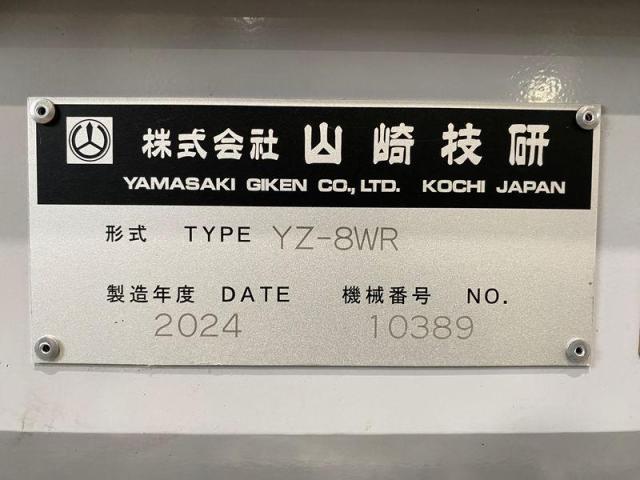 株式会社 山崎技研
YAMASAKI GIKEN CO., LTD. KOCHI JAPAN
形式 TYPE YZ-8WR
製造年度 DATE 機械番号 NO.
2024 10389